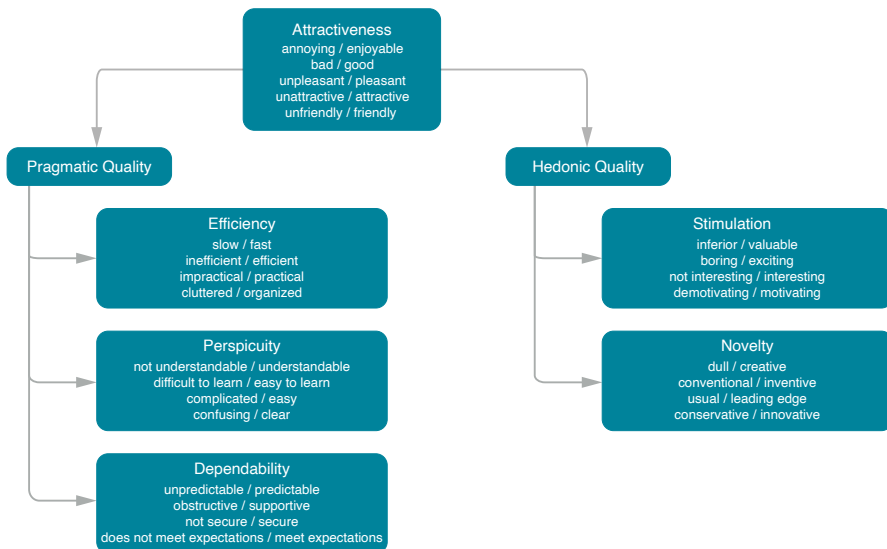 Attractiveness
annoying / enjoyable
bad / good
unpleasant / pleasant
unattractive / attractive
unfriendly / friendly
Pragmatic Quality
Hedonic Quality
Efficiency
slow / fast
inefficient / efficient
impractical / practical
cluttered / organized
Perspicuity
not understandable / understandable
difficult to learn / easy to learn
complicated / easy
confusing / clear
Dependability
unpredictable / predictable
obstructive / supportive
not secure / secure
does not meet expectations / meet expectations
Stimulation
inferior / valuable
boring / exciting
not interesting / interesting
demotivating / motivating
Novelty
dull / creative
conventional / inventive
usual / leading edge
conservative / innovative